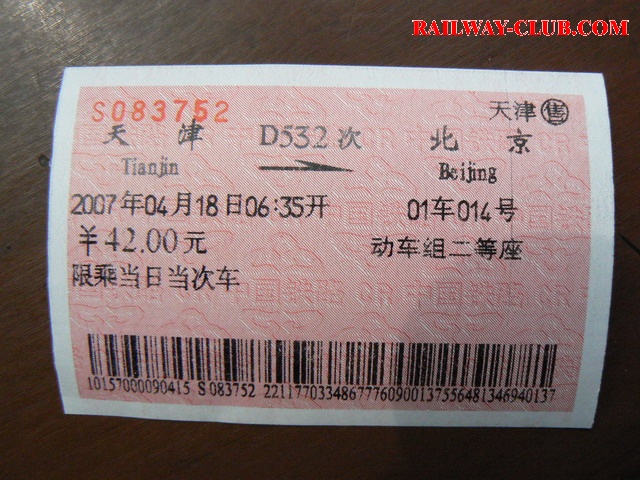 RAILWAY-CLUB.COM
S083752
天津㊝售
天津 D532次 北京
Tianjin Beijing
2007年04月18日06:35开 01车014号
￥42.00元 动车组二等座
限乘当日当次车
10157000090415 S083752 22117703348677760900137556481346940137